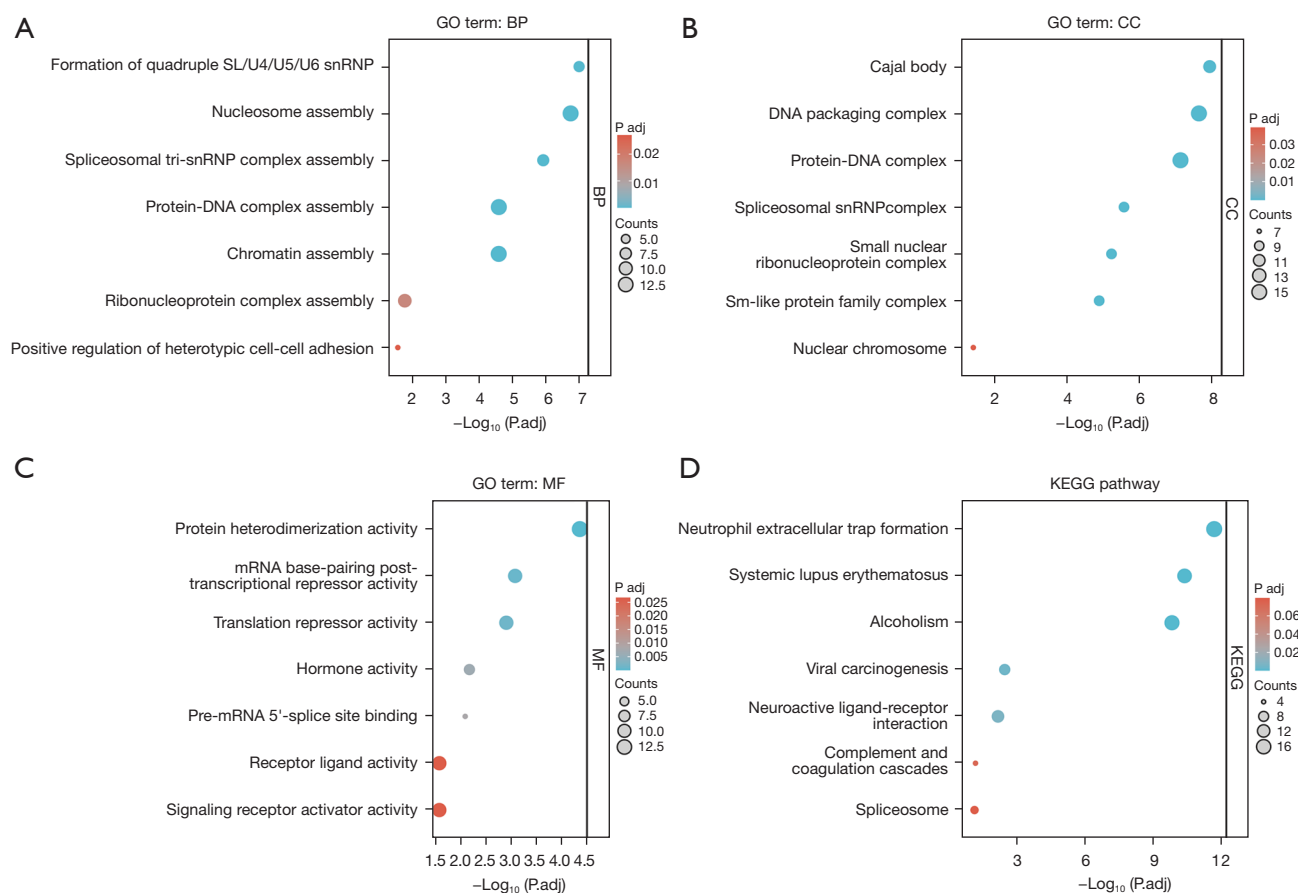 A
GO term: BP
Formation of quadruple SL/U4/U5/U6 snRNP
Nucleosome assembly
Spliceosomal tri-snRNP complex assembly
Protein-DNA complex assembly
Chromatin assembly
Ribonucleoprotein complex assembly
Positive regulation of heterotypic cell-cell adhesion
2 3 4 5 6 7
–Log₁₀ (P.adj)
BP
P adj
0.02
0.01
Counts
5.0
7.5
10.0
12.5
B
GO term: CC
Cajal body
DNA packaging complex
Protein-DNA complex
Spliceosomal snRNPcomplex
Small nuclear
ribonucleoprotein complex
Sm-like protein family complex
Nuclear chromosome
2 4 6 8
–Log₁₀ (P.adj)
CC
P adj
0.03
0.02
0.01
Counts
7
9
11
13
15
C
GO term: MF
Protein heterodimerization activity
mRNA base-pairing post-
transcriptional repressor activity
Translation repressor activity
Hormone activity
Pre-mRNA 5'-splice site binding
Receptor ligand activity
Signaling receptor activator activity
1.5 2.0 2.5 3.0 3.5 4.0 4.5
–Log₁₀ (P.adj)
MF
P adj
0.025
0.020
0.015
0.010
0.005
Counts
5.0
7.5
10.0
12.5
D
KEGG pathway
Neutrophil extracellular trap formation
Systemic lupus erythematosus
Alcoholism
Viral carcinogenesis
Neuroactive ligand-receptor
interaction
Complement and
coagulation cascades
Spliceosome
3 6 9 12
–Log₁₀ (P.adj)
KEGG
P adj
0.06
0.04
0.02
Counts
4
8
12
16